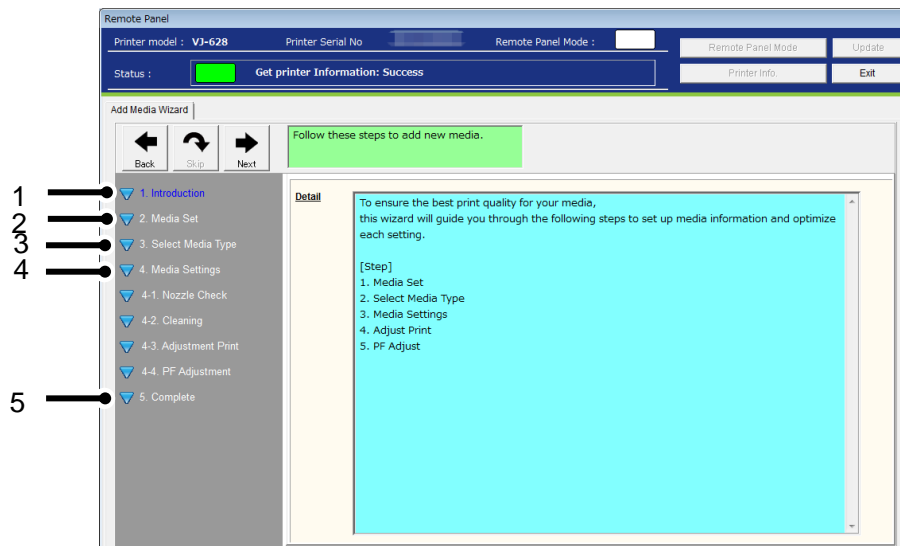 Remote Panel
Printer model : VJ-628 Printer Serial No Remote Panel Mode :
Remote Panel Mode Update
Status : Get printer Information: Success
Printer Info. Exit
Add Media Wizard
Back Skip Next
Follow these steps to add new media.
1 1. Introduction
2 2. Media Set
3 3. Select Media Type
4 4. Media Settings
4-1. Nozzle Check
4-2. Cleaning
4-3. Adjustment Print
4-4. PF Adjustment
5 5. Complete
Detail
To ensure the best print quality for your media,
this wizard will guide you through the following steps to set up media information and optimize
each setting.
[Step]
1. Media Set
2. Select Media Type
3. Media Settings
4. Adjust Print
5. PF Adjust